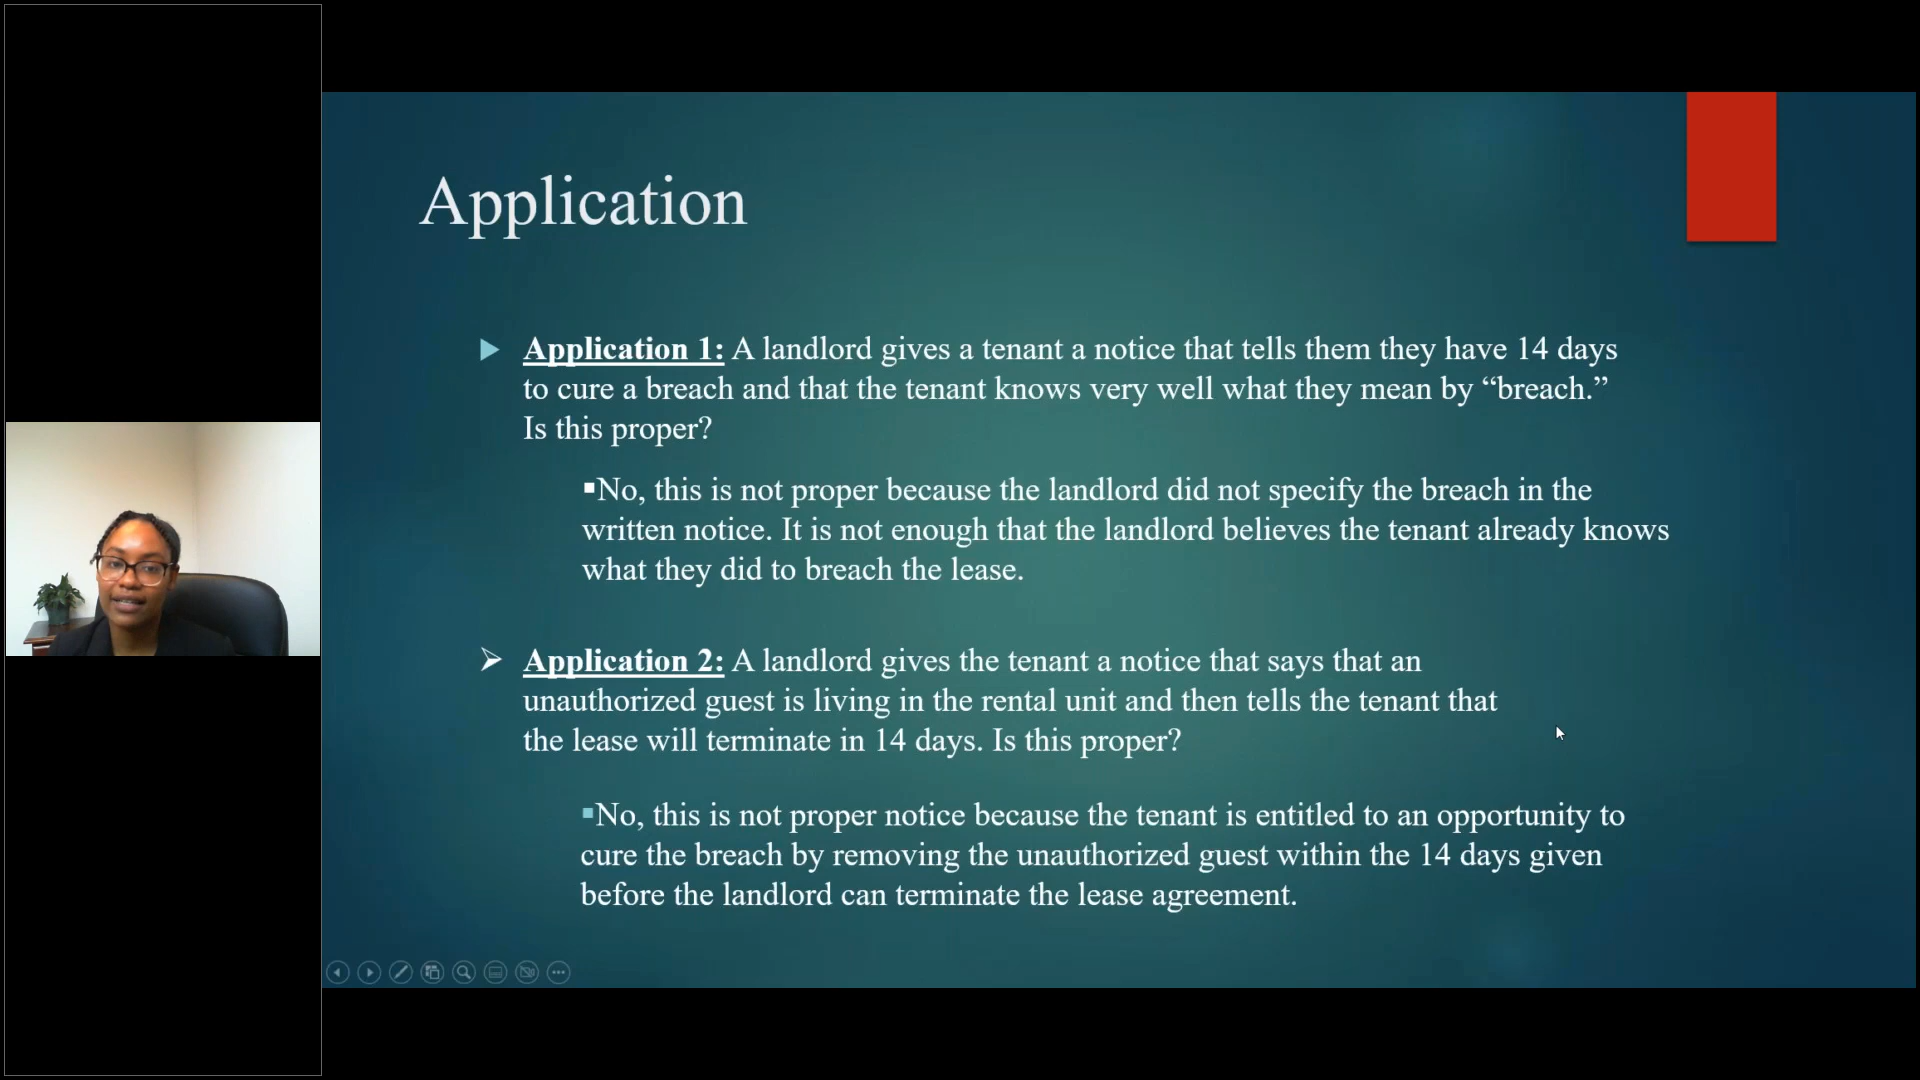 Application
Application 1: A landlord gives a tenant a notice that tells them they have 14 days
to cure a breach and that the tenant knows very well what they mean by “breach.”
Is this proper?
▪No, this is not proper because the landlord did not specify the breach in the
written notice. It is not enough that the landlord believes the tenant already knows
what they did to breach the lease.
Application 2: A landlord gives the tenant a notice that says that an
unauthorized guest is living in the rental unit and then tells the tenant that
the lease will terminate in 14 days. Is this proper?
▪No, this is not proper notice because the tenant is entitled to an opportunity to
cure the breach by removing the unauthorized guest within the 14 days given
before the landlord can terminate the lease agreement.